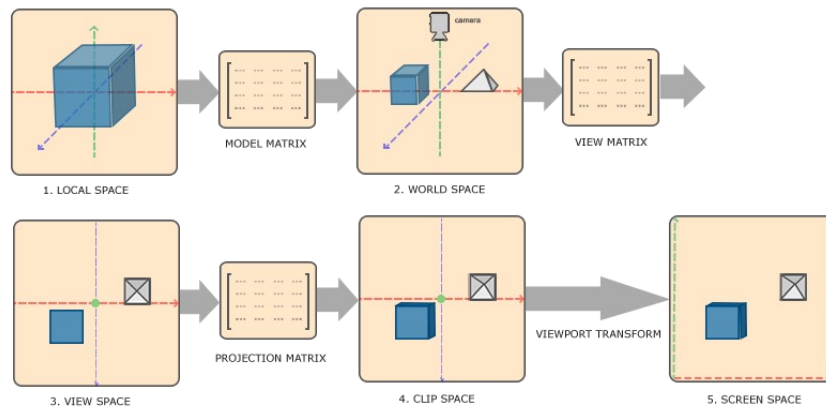 camera
MODEL MATRIX
VIEW MATRIX
1. LOCAL SPACE
2. WORLD SPACE
PROJECTION MATRIX
VIEWPORT TRANSFORM
3. VIEW SPACE
4. CLIP SPACE
5. SCREEN SPACE